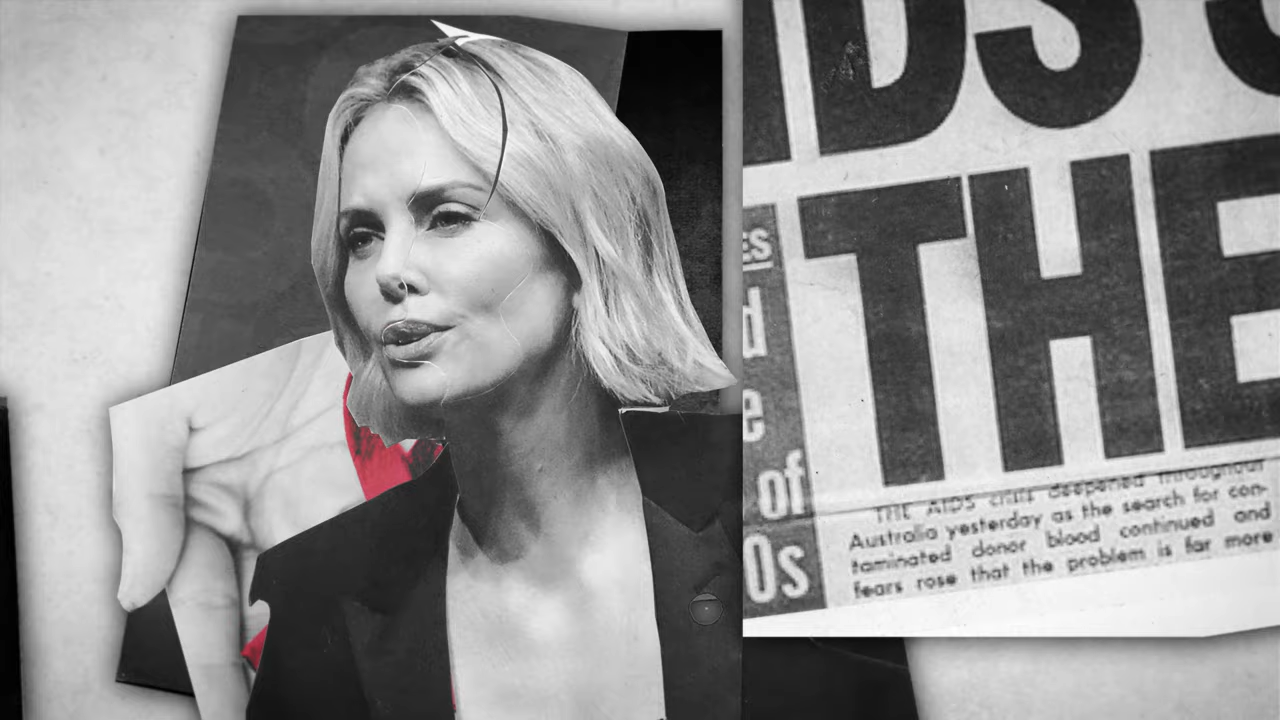 IDS
THE
ES
d
e
of
0s
THE AIDS crisis deepened throughout
Australia yesterday as the search for con-
taminated donor blood continued and
fears rose that the problem is far more